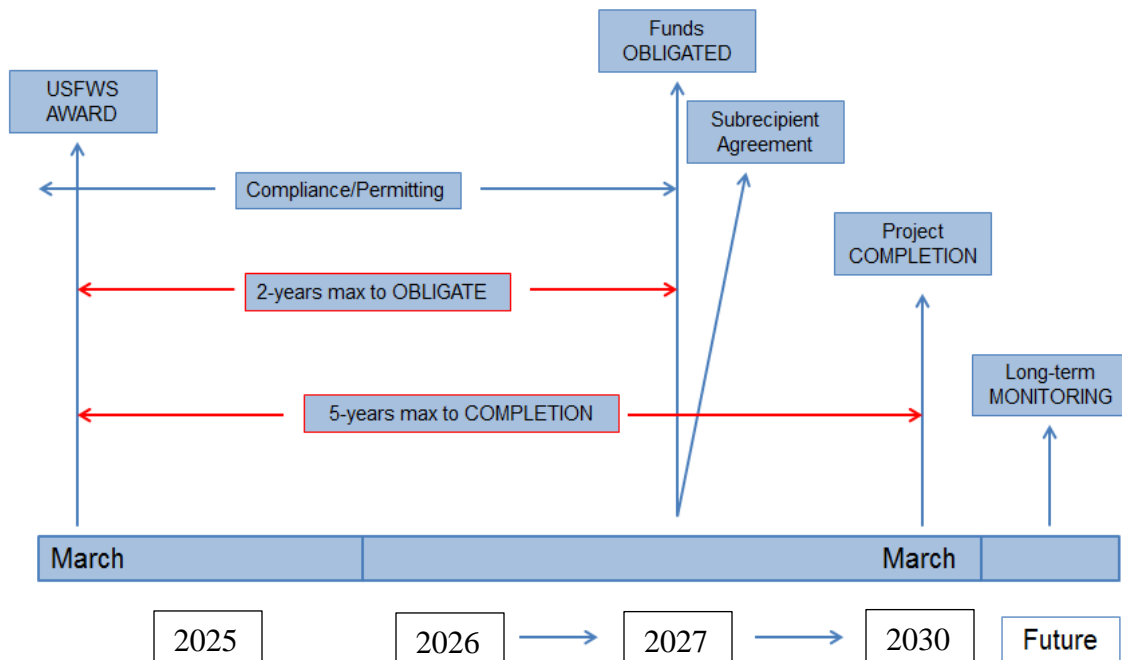 Funds
OBLIGATED
USFWS
AWARD
Subrecipient
Agreement
Compliance/Permitting
Project
COMPLETION
2-years max to OBLIGATE
Long-term
MONITORING
5-years max to COMPLETION
March
March
2025
2026
2027
2030
Future